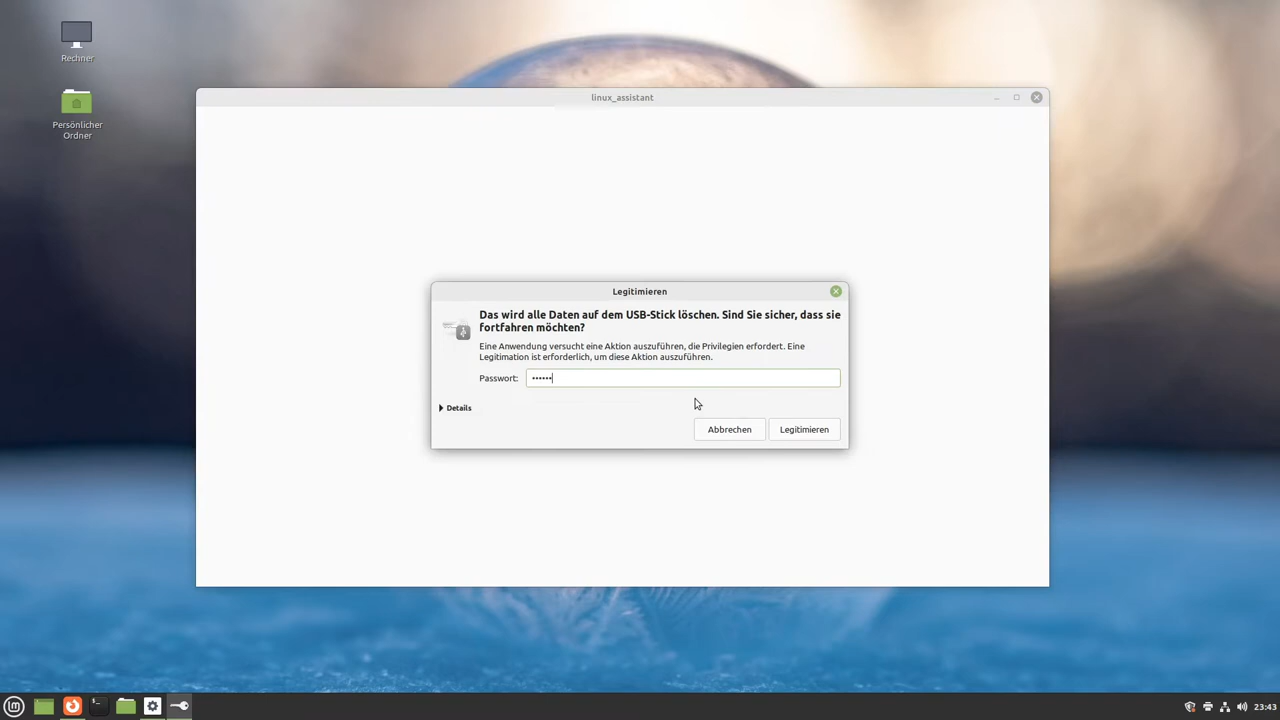 Rechner
Persönlicher
Ordner
linux_assistant
Legitimieren
Das wird alle Daten auf dem USB-Stick löschen. Sind Sie sicher, dass sie
fortfahren möchten?
Eine Anwendung versucht eine Aktion auszuführen, die Privilegien erfordert. Eine
Legitimation ist erforderlich, um diese Aktion auszuführen.
Passwort: ••••••
Details
Abbrechen Legitimieren
23:43